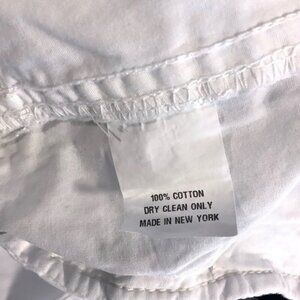 100% COTTON
DRY CLEAN ONLY
MADE IN NEW YORK